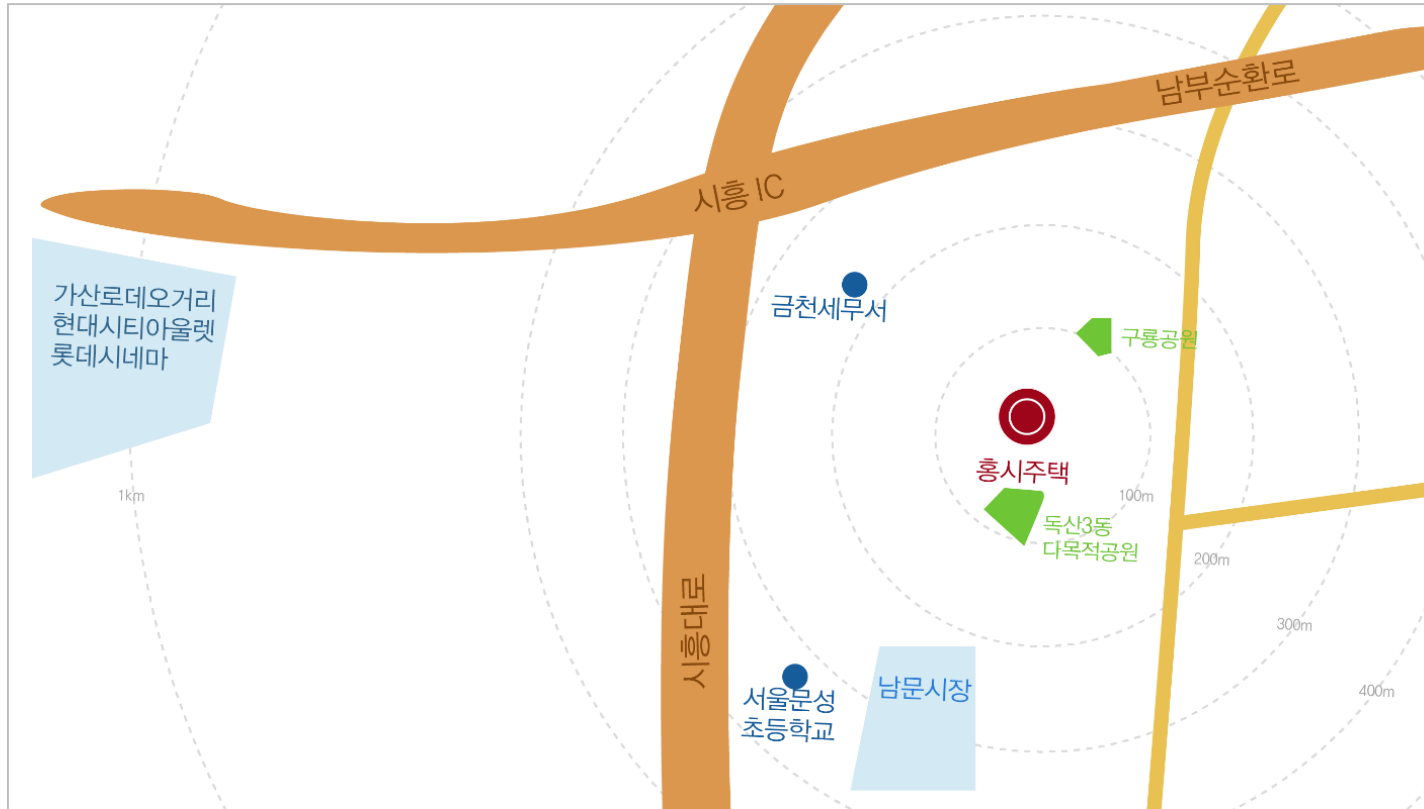 남부순환로
시흥 IC
가산로데오거리
현대시티아울렛
롯데시네마
금천세무서
구룡공원
홍시주택
1km
100m
독산3동
다목적공원
200m
시흥대로
300m
남문시장
400m
서울문성
초등학교